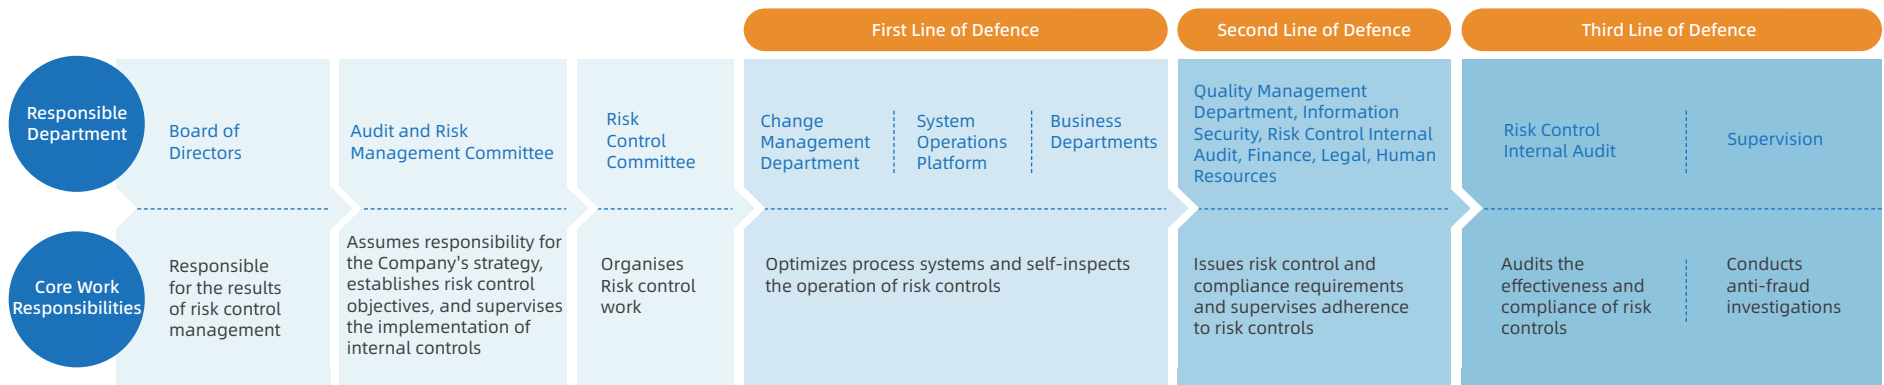 First Line of Defence
Second Line of Defence
Third Line of Defence
Responsible
Department
Board of
Directors
Audit and Risk
Management Committee
Risk
Control
Committee
Change
Management
Department
System
Operations
Platform
Business
Departments
Quality Management
Department, Information
Security, Risk Control Internal
Audit, Finance, Legal, Human
Resources
Risk Control
Internal Audit
Supervision
Core Work
Responsibilities
Responsible
for the results
of risk control
management
Assumes responsibility for
the Company's strategy,
establishes risk control
objectives, and supervises
the implementation of
internal controls
Organises
Risk control
work
Optimizes process systems and self-inspects
the operation of risk controls
Issues risk control and
compliance requirements
and supervises adherence
to risk controls
Audits the
effectiveness and
compliance of risk
controls
Conducts
anti-fraud
investigations